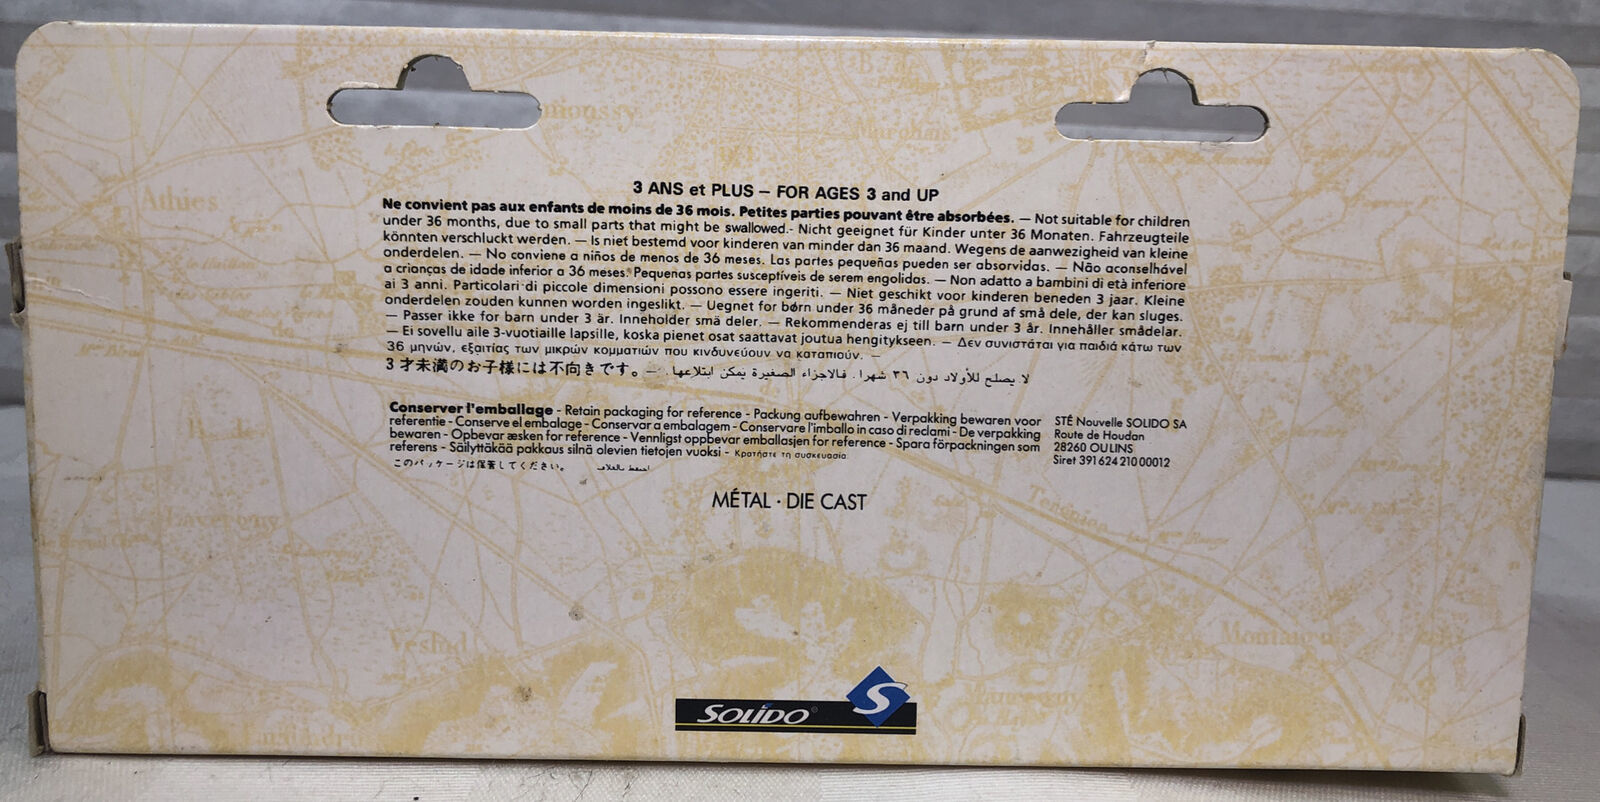 moussy
Marchais
Athies
3 ANS et PLUS – FOR AGES 3 and UP
Ne convient pas aux enfants de moins de 36 mois. Petites parties pouvant être absorbées. — Not suitable for children
under 36 months, due to small parts that might be swallowed.- Nicht geeignet für Kinder unter 36 Monaten. Fahrzeugteile
könnten verschluckt werden. — Is niet bestemd voor kinderen van minder dan 36 maand. Wegens de aanwezigheid van kleine
onderdelen. — No conviene a niños de menos de 36 meses. Las partes pequeñas pueden ser absorvidas. — Não aconselhável
a crianças de idade inferior a 36 meses. Pequenas partes susceptíveis de serem engolidas. — Non adatto a bambini di età inferiore
ai 3 anni. Particolari di piccole dimensioni possono essere ingeriti. — Niet geschikt voor kinderen beneden 3 jaar. Kleine
onderdelen zouden kunnen worden ingeslikt. — Uegnet for børn under 36 måneder på grund af små dele, der kan sluges.
— Passer ikke for barn under 3 är. Inneholder smä deler. — Rekommenderas ej till barn under 3 år. Innehåller smådelar.
— Ei sovellu aile 3-vuotiaille lapsille, koska pienet osat saattavat joutua hengitykseen. — Δεν συνιστάται για παιδιά κάτω των
36 μηνών, εξαιτίας των μικρών κομματιών που κινδυνεύουν να καταπιούν. —
3 才未満のお子様には不向きです。 — لا يصلح للأولاد دون ٣٦ شهرا . فالاجزاء الصغيرة يمكن ابتلاعها .
Conserver l'emballage - Retain packaging for reference - Packung aufbewahren - Verpakking bewaren voor
referentie - Conserve el embalage - Conservar a embalagem - Conservare l'imballo in caso di reclami - De verpakking
bewaren - Opbevar æsken for reference - Vennligst oppbevar emballasjen for reference - Spara förpackningen som
referens - Säilyttäkää pakkaus silnä olevien tietojen vuoksi - Κρατήστε τη συσκευασία
このパッケージは保管してください。 احتفظ بالغلاف
STÉ Nouvelle SOLIDO SA
Route de Houdan
28260 OULINS
Siret 391 624 210 00012
MÉTAL · DIE CAST
Lavergny
Veslud
SOLIDO
S